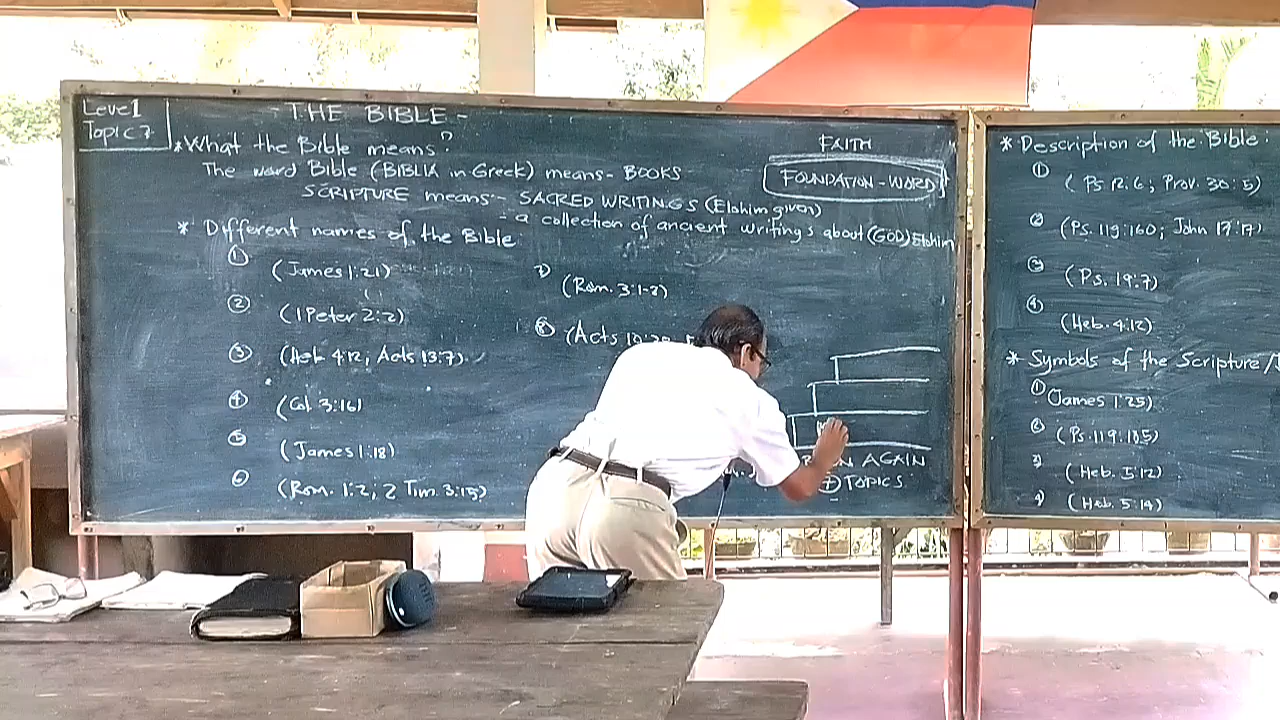 Level 1
Topic 7
- THE BIBLE -
* What the Bible means?
The word Bible (BIBLIA in Greek) means - BOOKS
SCRIPTURE means - SACRED WRITINGS (Elohim given)
- a collection of ancient writings about (GOD) Elohim
* Different names of the Bible
① (James 1:21)
② (1 Peter 2:2)
③ (Heb. 4:12; Acts 13:7)
④ (Col. 3:16)
⑤ (James 1:18)
⑥ (Rom. 1:2; 2 Tim. 3:15)
7) (Rom. 3:1-2)
⑧ (Acts
FAITH
FOUNDATION - WORD
AGAIN
⑦ TOPICS
* Description of the Bible:
① (Ps 12:6; Prov. 30:5)
② (Ps. 119:160; John 17:17)
③ (Ps. 19:7)
④ (Heb. 4:12)
* Symbols of the Scripture/
① (James 1:25)
② (Ps. 119:105)
3) (Heb. 5:12)
4) (Heb. 5:14)